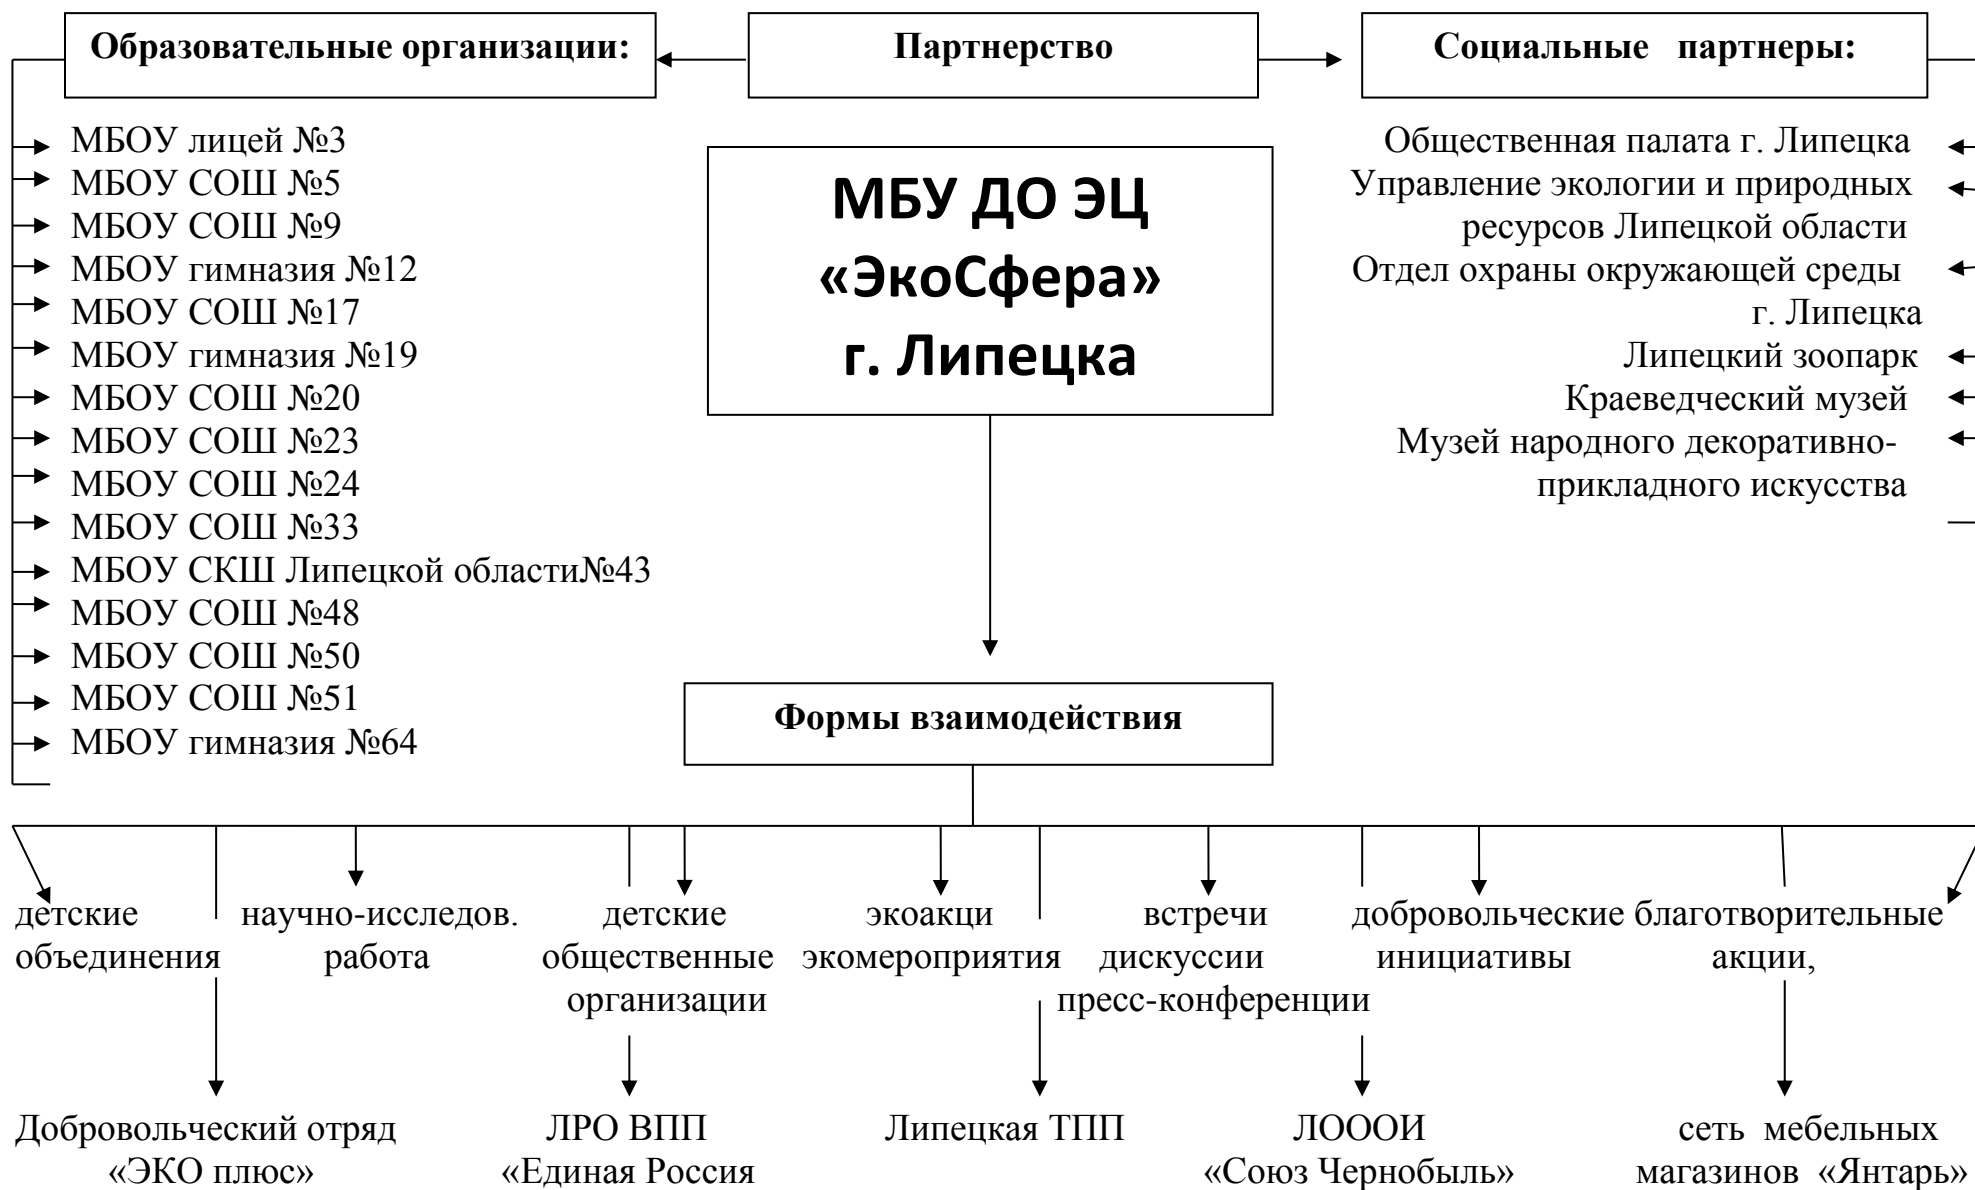 Образовательные организации:
Партнерство
Социальные партнеры:
МБОУ лицей №3
МБОУ СОШ №5
МБОУ СОШ №9
МБОУ гимназия №12
МБОУ СОШ №17
МБОУ гимназия №19
МБОУ СОШ №20
МБОУ СОШ №23
МБОУ СОШ №24
МБОУ СОШ №33
МБОУ СКШ Липецкой области№43
МБОУ СОШ №48
МБОУ СОШ №50
МБОУ СОШ №51
МБОУ гимназия №64
МБУ ДО ЭЦ
«ЭкоСфера»
г. Липецка
Общественная палата г. Липецка
Управление экологии и природных
ресурсов Липецкой области
Отдел охраны окружающей среды
г. Липецка
Липецкий зоопарк
Краеведческий музей
Музей народного декоративно-
прикладного искусства
Формы взаимодействия
детские
объединения
научно-исследов.
работа
детские
общественные
организации
экоакци
экомероприятия
встречи
дискуссии
пресс-конференции
добровольческие
инициативы
благотворительные
акции,
Добровольческий отряд
«ЭКО плюс»
ЛРО ВПП
«Единая Россия
Липецкая ТПП
ЛОООИ
«Союз Чернобыль»
сеть мебельных
магазинов «Янтарь»